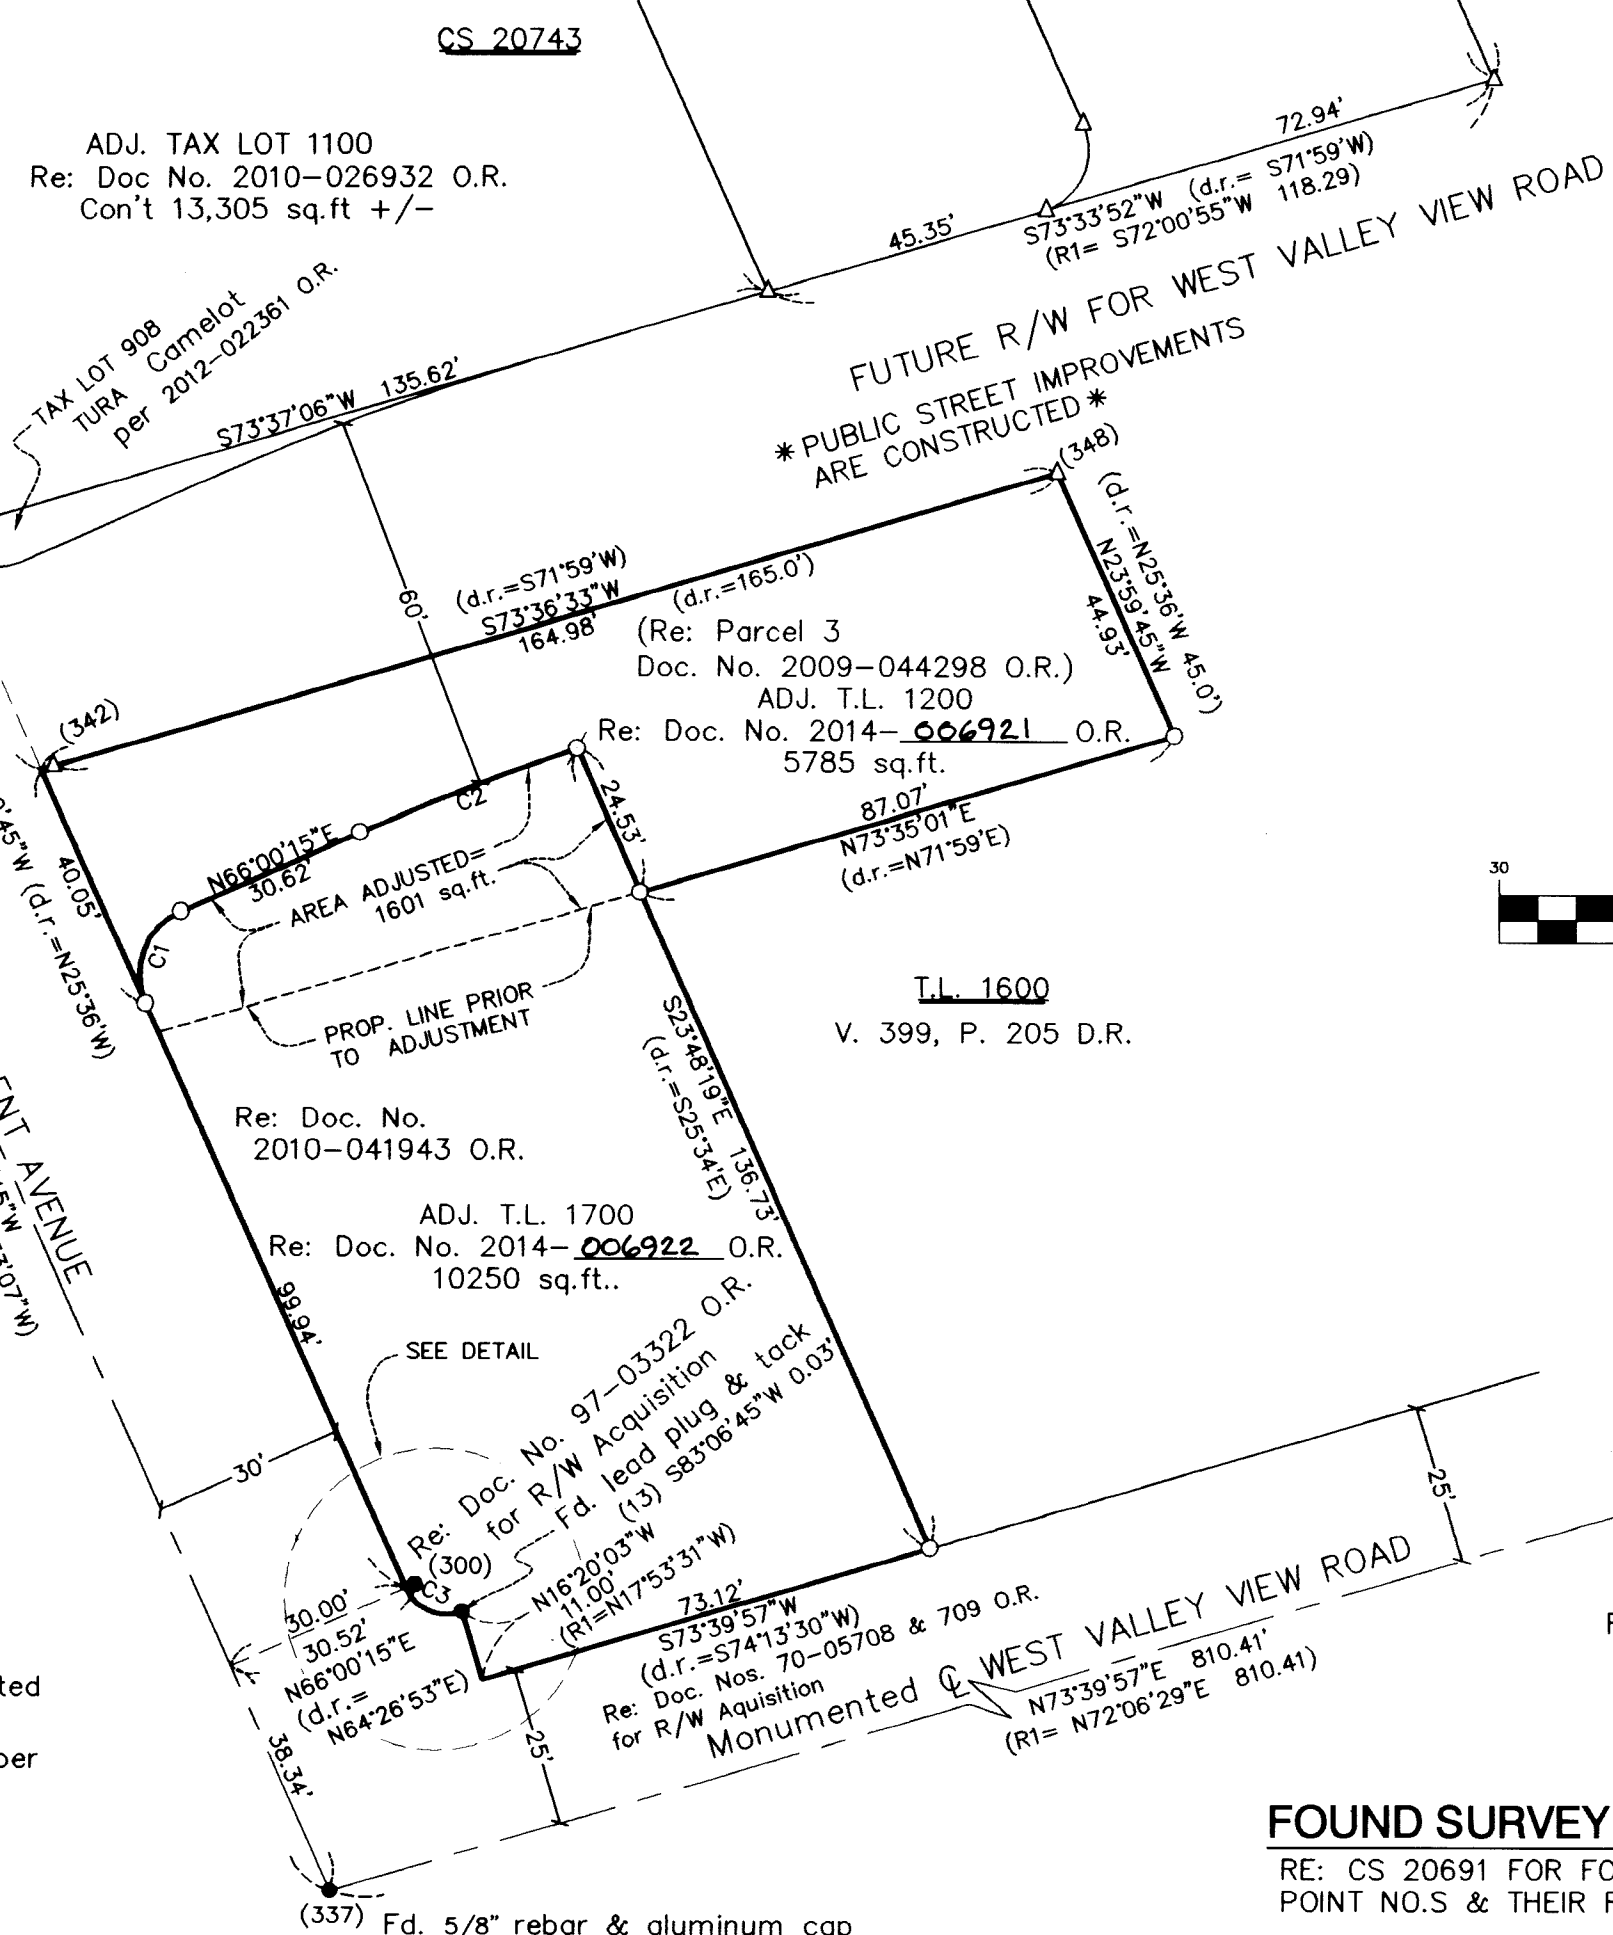 CS 20743
ADJ. TAX LOT 1100
Re: Doc No. 2010-026932 O.R.
Con't 13,305 sq.ft +/-
72.94'
S73°33'52"W (d.r.= S71°59'W)
(R1= S72°00'55"W 118.29)
45.35'
FUTURE R/W FOR WEST VALLEY VIEW ROAD
*PUBLIC STREET IMPROVEMENTS
ARE CONSTRUCTED*
TAX LOT 908
TURA Camelot
per 2012-022361 O.R.
S73°37'06"W 135.62'
60'
(348)
(d.r.=N25°36'W 45.0')
N23°59'45"W
44.93'
(d.r.=S71°59'W)
S73°36'33"W
164.98'
(d.r.=165.0')
(Re: Parcel 3
Doc. No. 2009-044298 O.R.)
ADJ. T.L. 1200
Re: Doc. No. 2014-006921 O.R.
5785 sq.ft.
(342)
C2
24.53'
87.07'
N73°35'01"E
(d.r.=N71°59'E)
N66°00'15"E
30.62'
AREA ADJUSTED=
1601 sq.ft.
C1
40.05'
'45"W (d.r.=N25°36'W)
30
PROP. LINE PRIOR
TO ADJUSTMENT
T.L. 1600
V. 399, P. 205 D.R.
S23°48'19"E 136.73'
(d.r.=S25°34'E)
Re: Doc. No.
2010-041943 O.R.
ENT AVENUE
5"W
3'07"W)
ADJ. T.L. 1700
Re: Doc. No. 2014-006922 O.R.
10250 sq.ft..
99.94'
SEE DETAIL
Re: Doc. No. 97-03322 O.R.
for R/W Acquisition
Fd. lead plug & tack
(13) S83°06'45"W 0.03'
30'
25'
(300)
C3
N16°20'03"W
11.00'
(R1=N17°53'31"W)
30.00'
30.52'
N66°00'15"E
(d.r.=
N64°26'53"E)
73.12'
S73°39'57"W
(d.r.=S74°13'30"W)
Re: Doc. Nos. 70-05708 & 709 O.R.
for R/W Aquisition
Monumented ℄ WEST VALLEY VIEW ROAD
N73°39'57"E 810.41'
(R1= N72°06'29"E 810.41)
25'
38.34'
ted
per
F
FOUND SURVEY
RE: CS 20691 FOR FO
POINT NO.S & THEIR F
(337) Fd. 5/8" rebar & aluminum cap